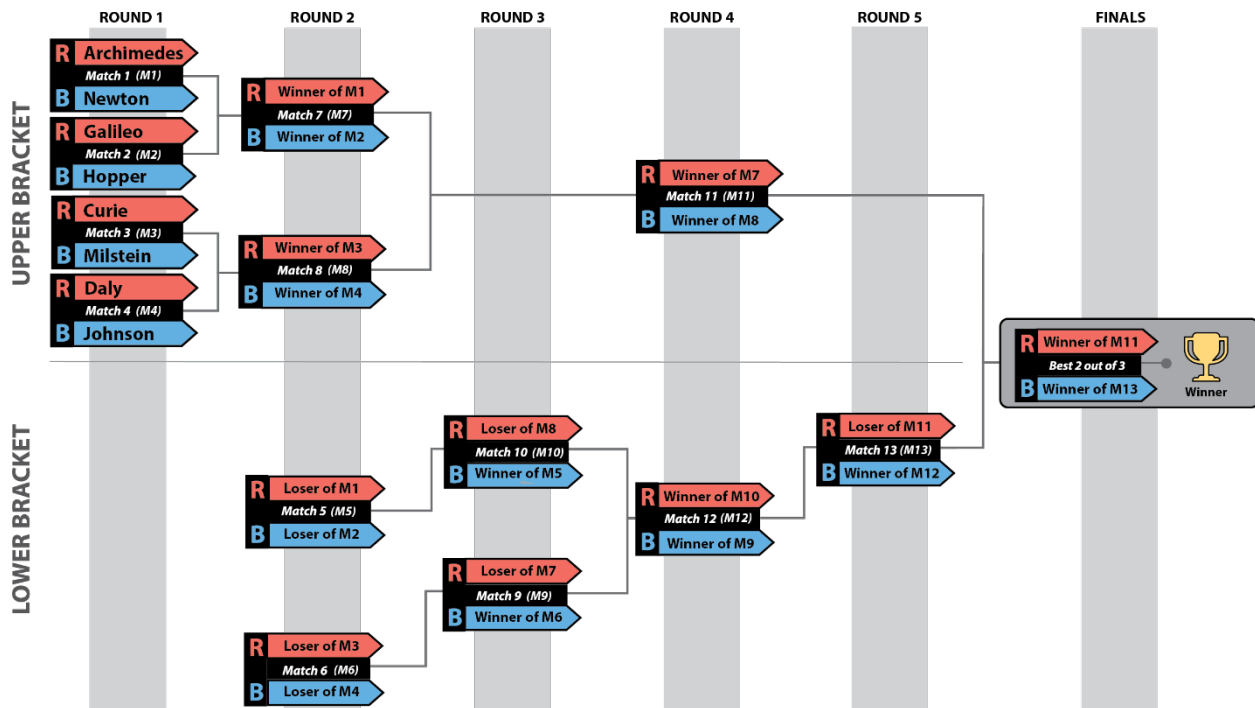 ROUND 1
ROUND 2
ROUND 3
ROUND 4
ROUND 5
FINALS
UPPER BRACKET
R Archimedes
Match 1 (M1)
B Newton
R Galileo
Match 2 (M2)
B Hopper
R Curie
Match 3 (M3)
B Milstein
R Daly
Match 4 (M4)
B Johnson
R Winner of M1
Match 7 (M7)
B Winner of M2
R Winner of M3
Match 8 (M8)
B Winner of M4
R Winner of M7
Match 11 (M11)
B Winner of M8
R Winner of M11
Best 2 out of 3
B Winner of M13
Winner
LOWER BRACKET
R Loser of M1
Match 5 (M5)
B Loser of M2
R Loser of M3
Match 6 (M6)
B Loser of M4
R Loser of M8
Match 10 (M10)
B Winner of M5
R Loser of M7
Match 9 (M9)
B Winner of M6
R Winner of M10
Match 12 (M12)
B Winner of M9
R Loser of M11
Match 13 (M13)
B Winner of M12